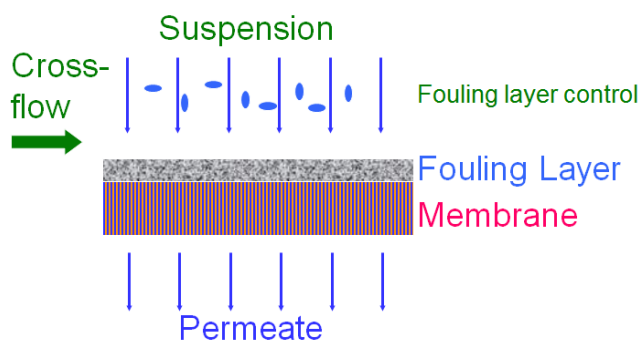 Suspension
Cross-
flow
Fouling layer control
Fouling Layer
Membrane
Permeate